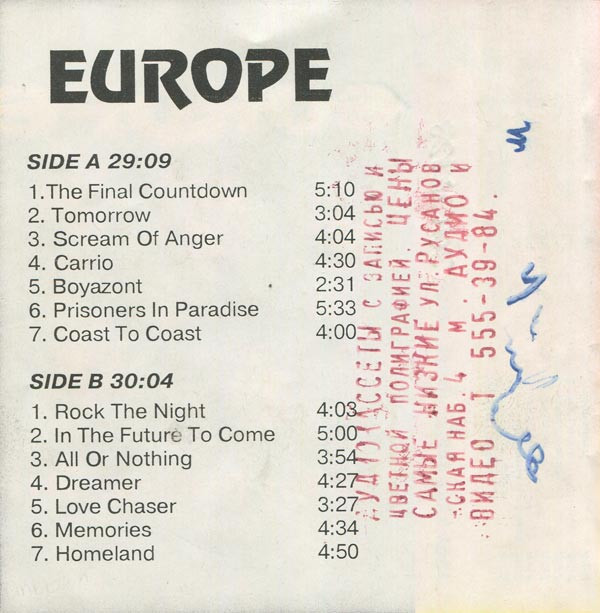 EUROPE
SIDE A 29:09
1.The Final Countdown 5:10
2. Tomorrow 3:04
3. Scream Of Anger 4:04
4. Carrio 4:30
5. Boyazont 2:31
6. Prisoners In Paradise 5:33
7. Coast To Coast 4:00
SIDE B 30:04
1. Rock The Night 4:03
2. In The Future To Come 5:00
3. All Or Nothing 3:54
4. Dreamer 4:27
5. Love Chaser 3:27
6. Memories 4:34
7. Homeland 4:50
АУДИОКАССЕТЫ С ЗАПИСЬЮ И
ЦВЕТНОЙ ПОЛИГРАФИЕЙ. ЦЕНЫ
САМЫЕ НИЗКИЕ УЛ. РУСАНОВ
СКАЯ НАБ. 4 М. АУДИО И
ВИДЕО Т 555-39-84.